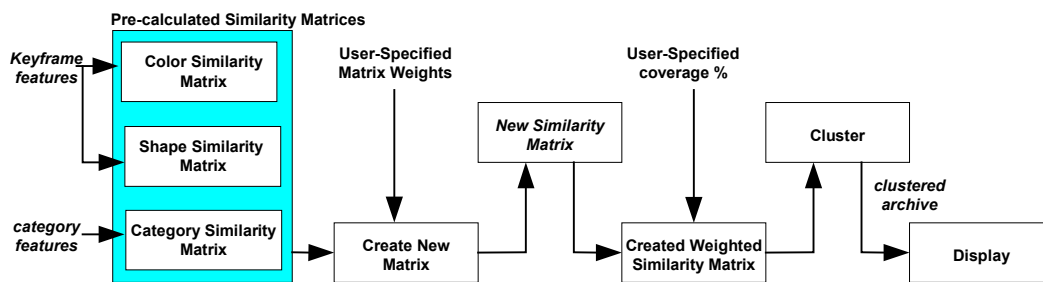 Pre-calculated Similarity Matrices
Keyframe
features
Color Similarity
Matrix
User-Specified
Matrix Weights
User-Specified
coverage %
Shape Similarity
Matrix
New Similarity
Matrix
Cluster
category
features
Category Similarity
Matrix
Create New
Matrix
Created Weighted
Similarity Matrix
clustered
archive
Display